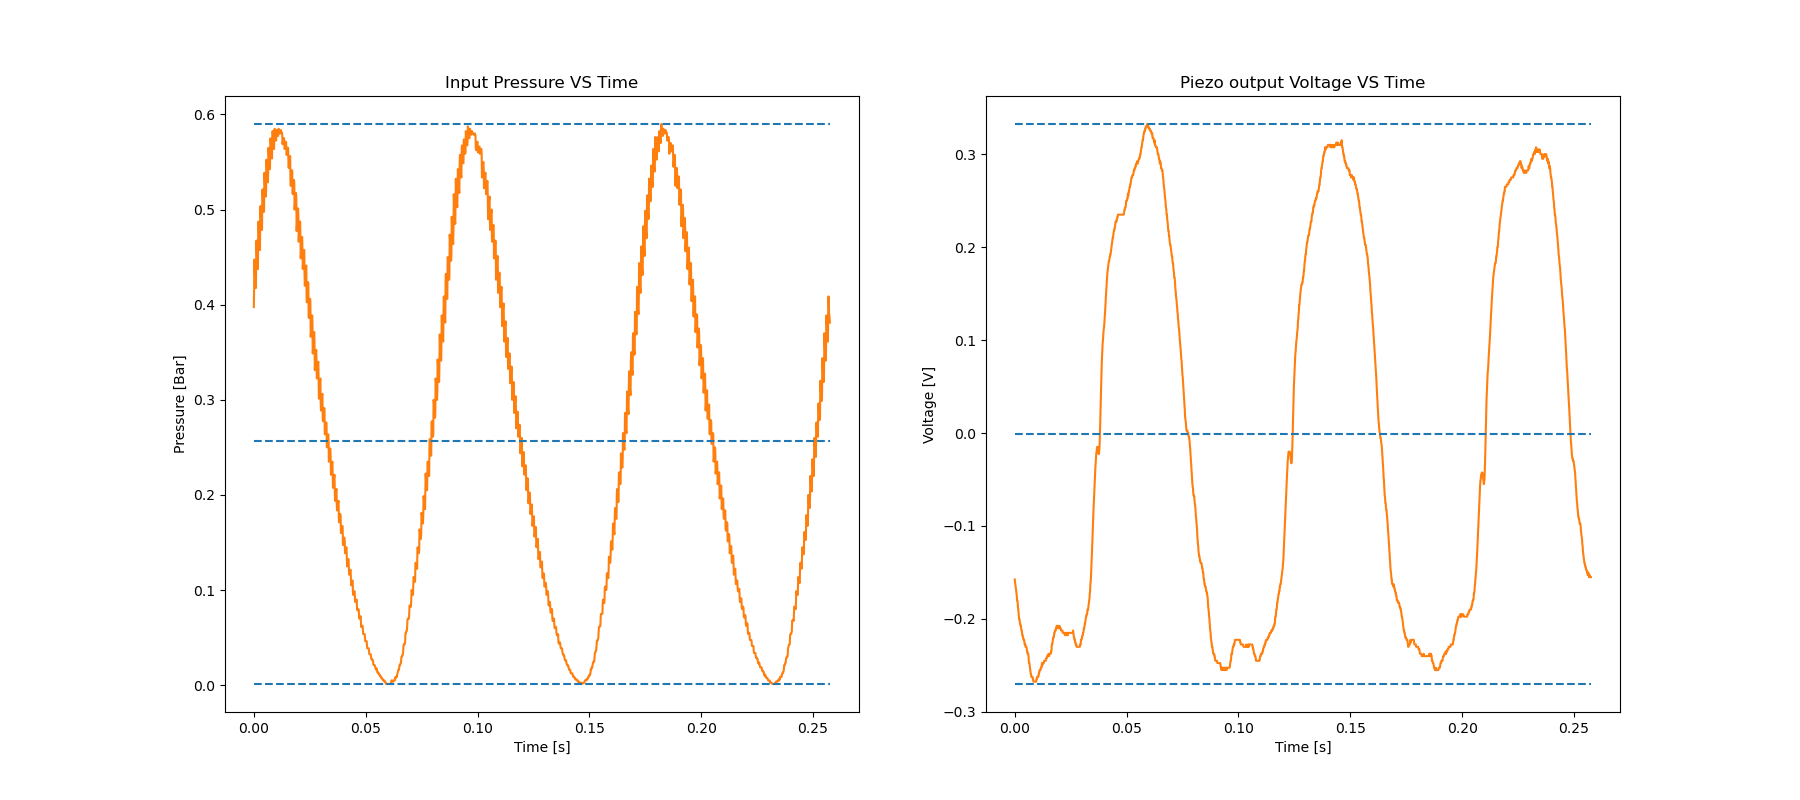 Input Pressure VS Time
0.6
0.5
0.4
0.3
0.2
0.1
0.0
Pressure [Bar]
0.00 0.05 0.10 0.15 0.20 0.25
Time [s]
Piezo output Voltage VS Time
0.3
0.2
0.1
0.0
−0.1
−0.2
−0.3
Voltage [V]
0.00 0.05 0.10 0.15 0.20 0.25
Time [s]